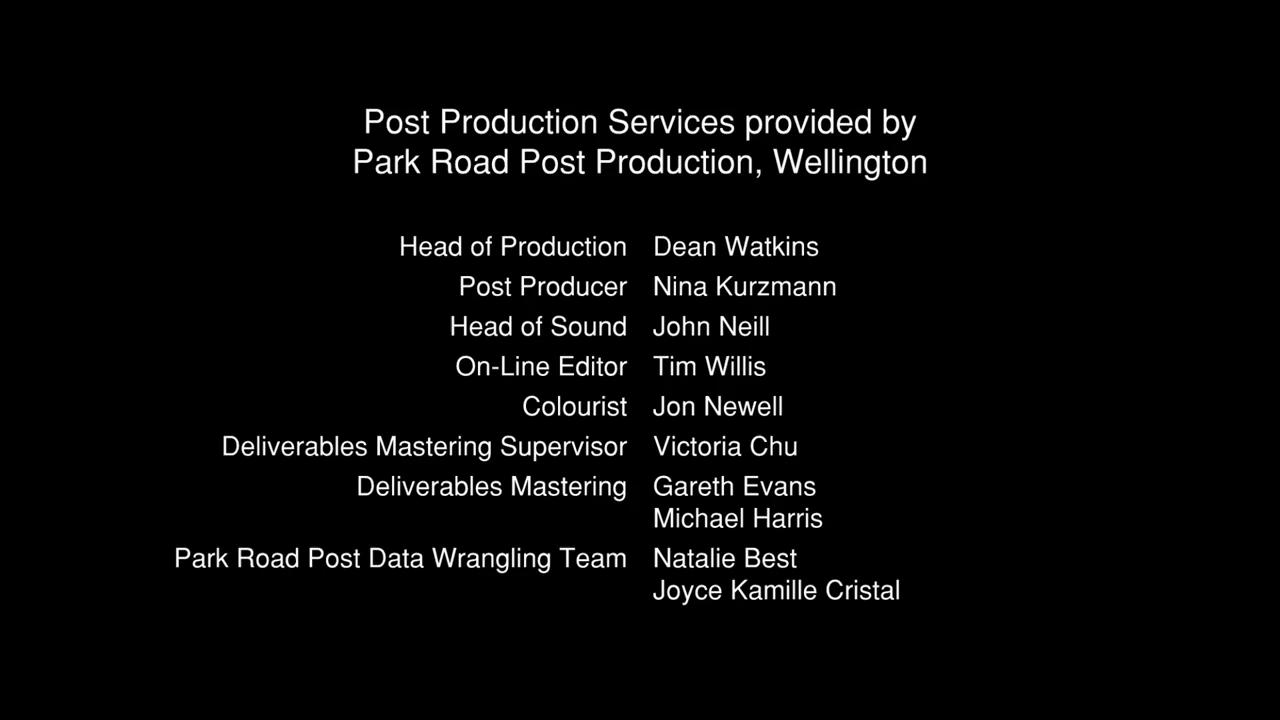 Post Production Services provided by
Park Road Post Production, Wellington
Head of Production Dean Watkins
Post Producer Nina Kurzmann
Head of Sound John Neill
On-Line Editor Tim Willis
Colourist Jon Newell
Deliverables Mastering Supervisor Victoria Chu
Deliverables Mastering Gareth Evans
Michael Harris
Park Road Post Data Wrangling Team Natalie Best
Joyce Kamille Cristal